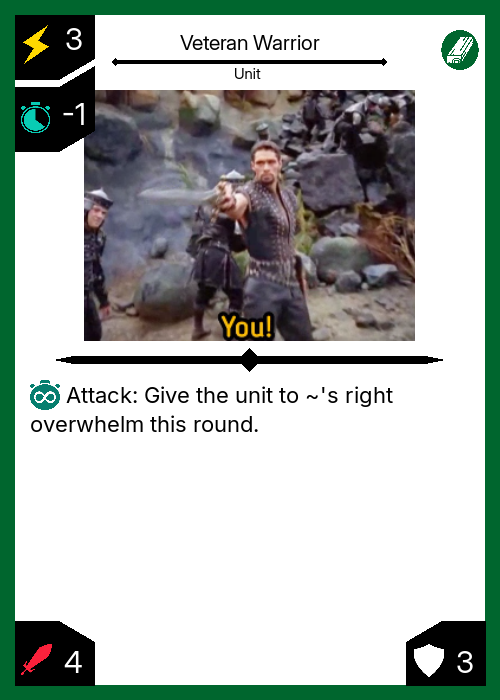 3
Veteran Warrior
Unit
-1
You!
Attack: Give the unit to ~'s right
overwhelm this round.
4
3